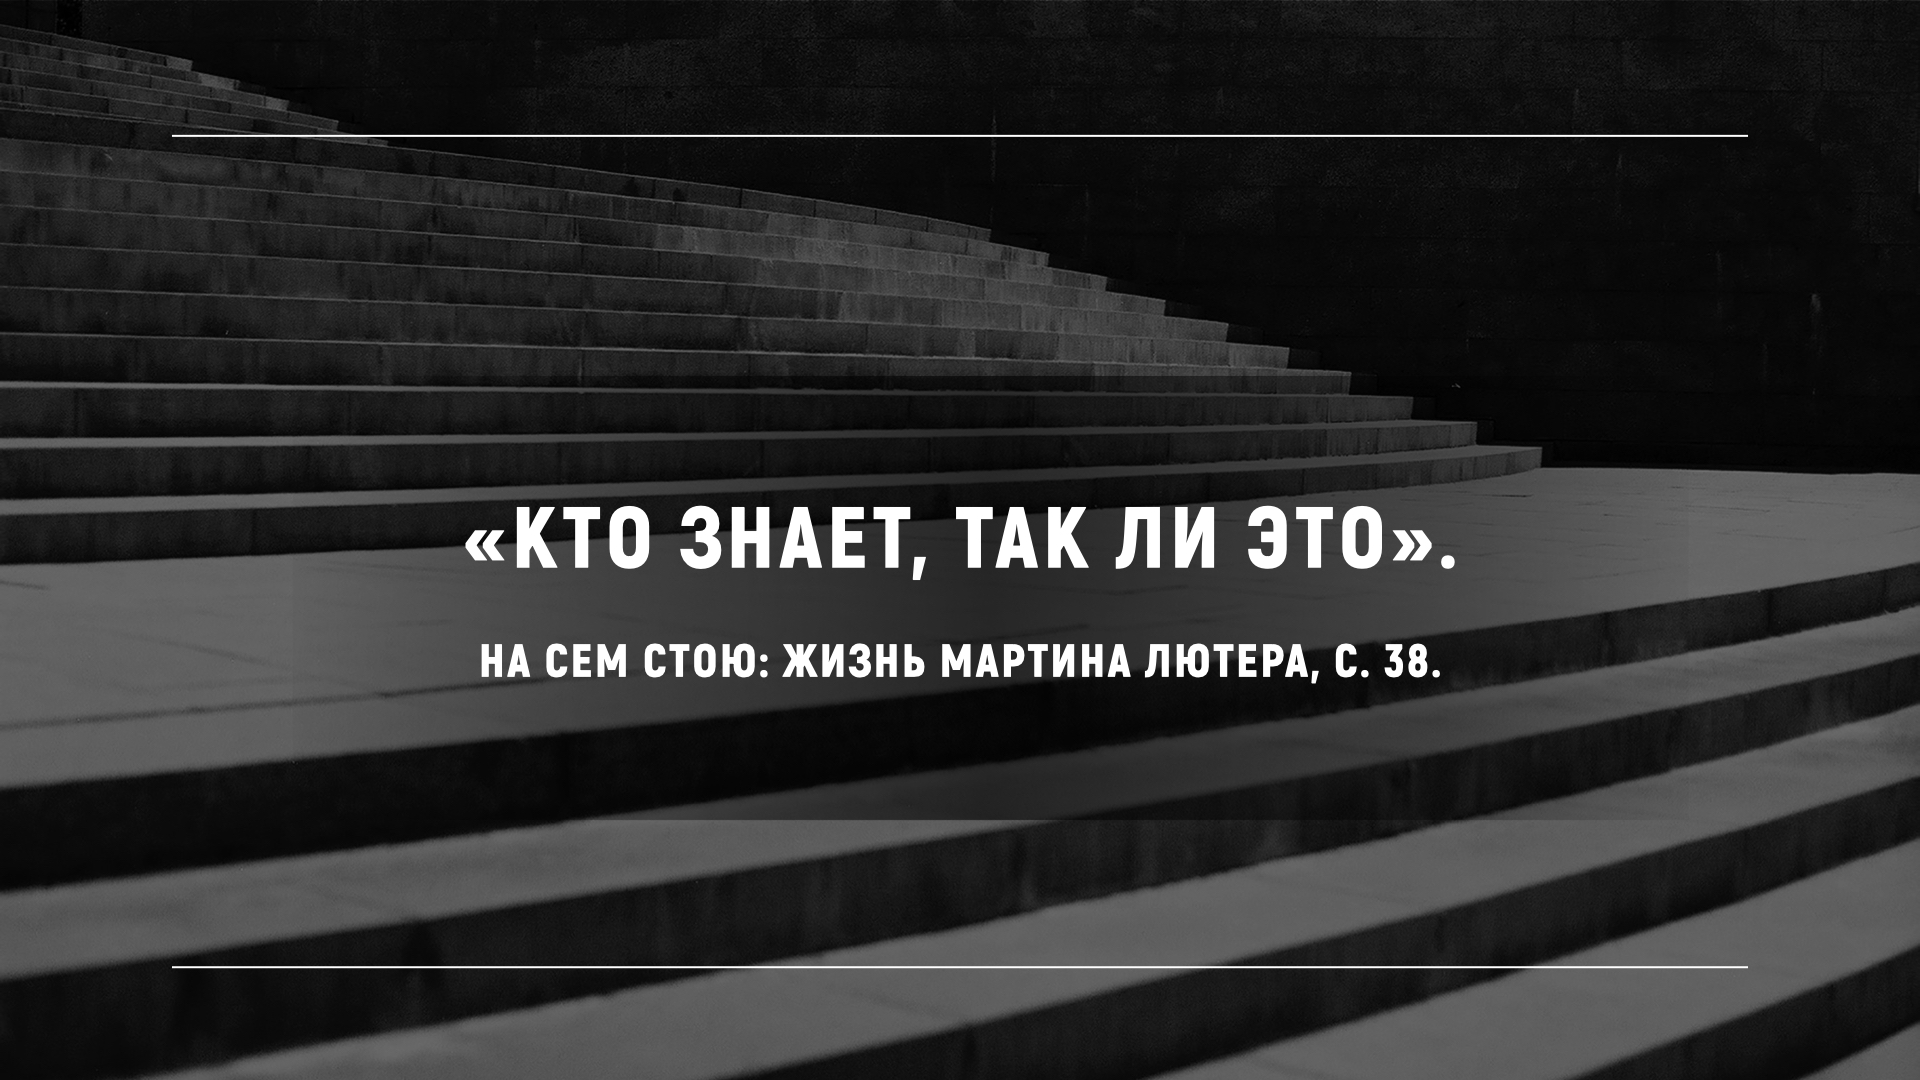 «КТО ЗНАЕТ, ТАК ЛИ ЭТО».
НА СЕМ СТОЮ: ЖИЗНЬ МАРТИНА ЛЮТЕРА, С. 38.